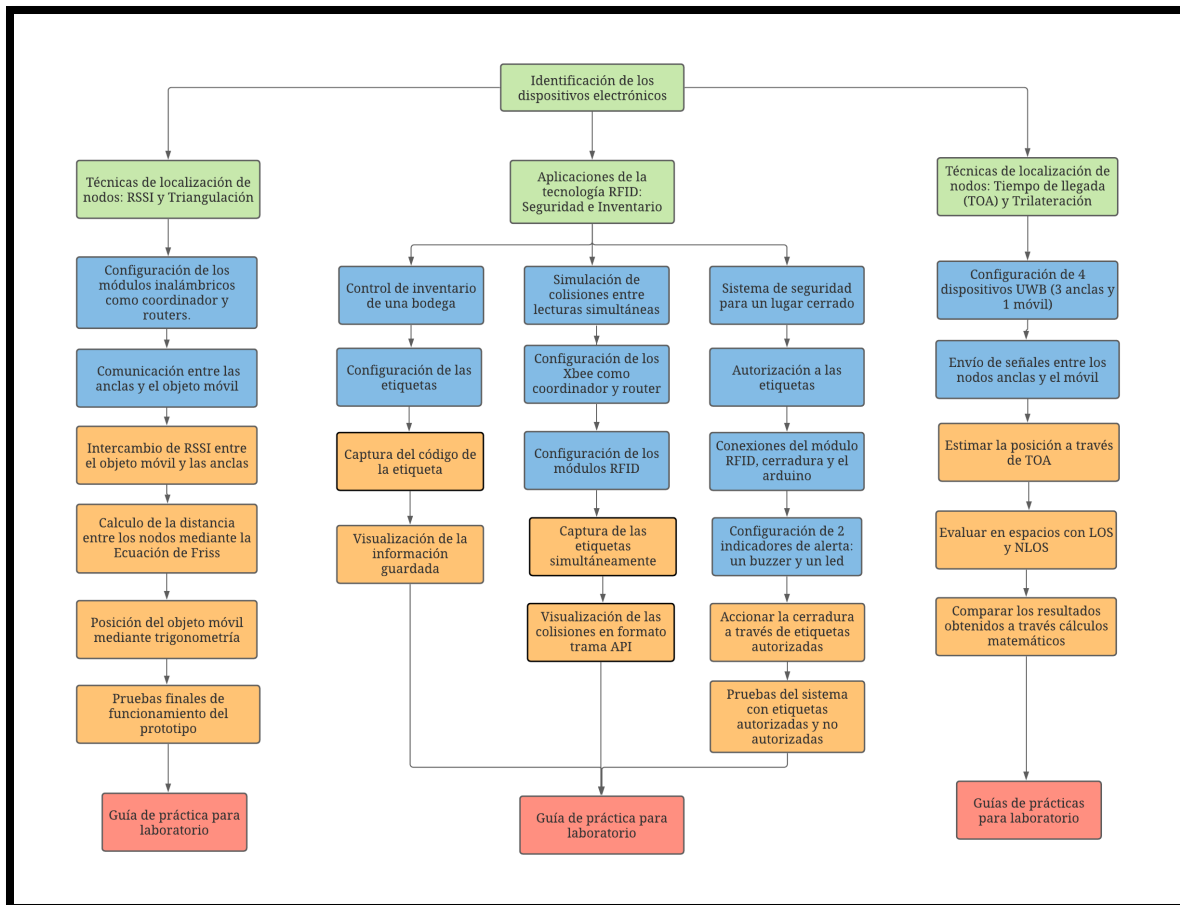 Identificación de los
dispositivos electrónicos
Técnicas de localización de
nodos: RSSI y Triangulación
Configuración de los
módulos inalámbricos
como coordinador y
routers.
Comunicación entre las
anclas y el objeto móvil
Intercambio de RSSI entre
el objeto móvil y las anclas
Calculo de la distancia
entre los nodos mediante la
Ecuación de Friss
Posición del objeto móvil
mediante trigonometría
Pruebas finales de
funcionamiento del
prototipo
Guía de práctica para
laboratorio
Aplicaciones de la
tecnología RFID:
Seguridad e Inventario
Control de inventario
de una bodega
Configuración de las
etiquetas
Captura del código de
la etiqueta
Visualización de la
información
guardada
Simulación de
colisiones entre
lecturas simultáneas
Configuración de los
Xbee como
coordinador y router
Configuración de los
módulos RFID
Captura de las
etiquetas
simultáneamente
Visualización de las
colisiones en formato
trama API
Sistema de seguridad
para un lugar cerrado
Autorización a las
etiquetas
Conexiones del módulo
RFID, cerradura y el
arduino
Configuración de 2
indicadores de alerta:
un buzzer y un led
Accionar la cerradura
a través de etiquetas
autorizadas
Pruebas del sistema
con etiquetas
autorizadas y no
autorizadas
Guía de práctica para
laboratorio
Técnicas de localización de
nodos: Tiempo de llegada
(TOA) y Trilateración
Configuración de 4
dispositivos UWB (3 anclas y
1 móvil)
Envío de señales entre los
nodos anclas y el móvil
Estimar la posición a través
de TOA
Evaluar en espacios con LOS
y NLOS
Comparar los resultados
obtenidos a través cálculos
matemáticos
Guías de prácticas
para laboratorio